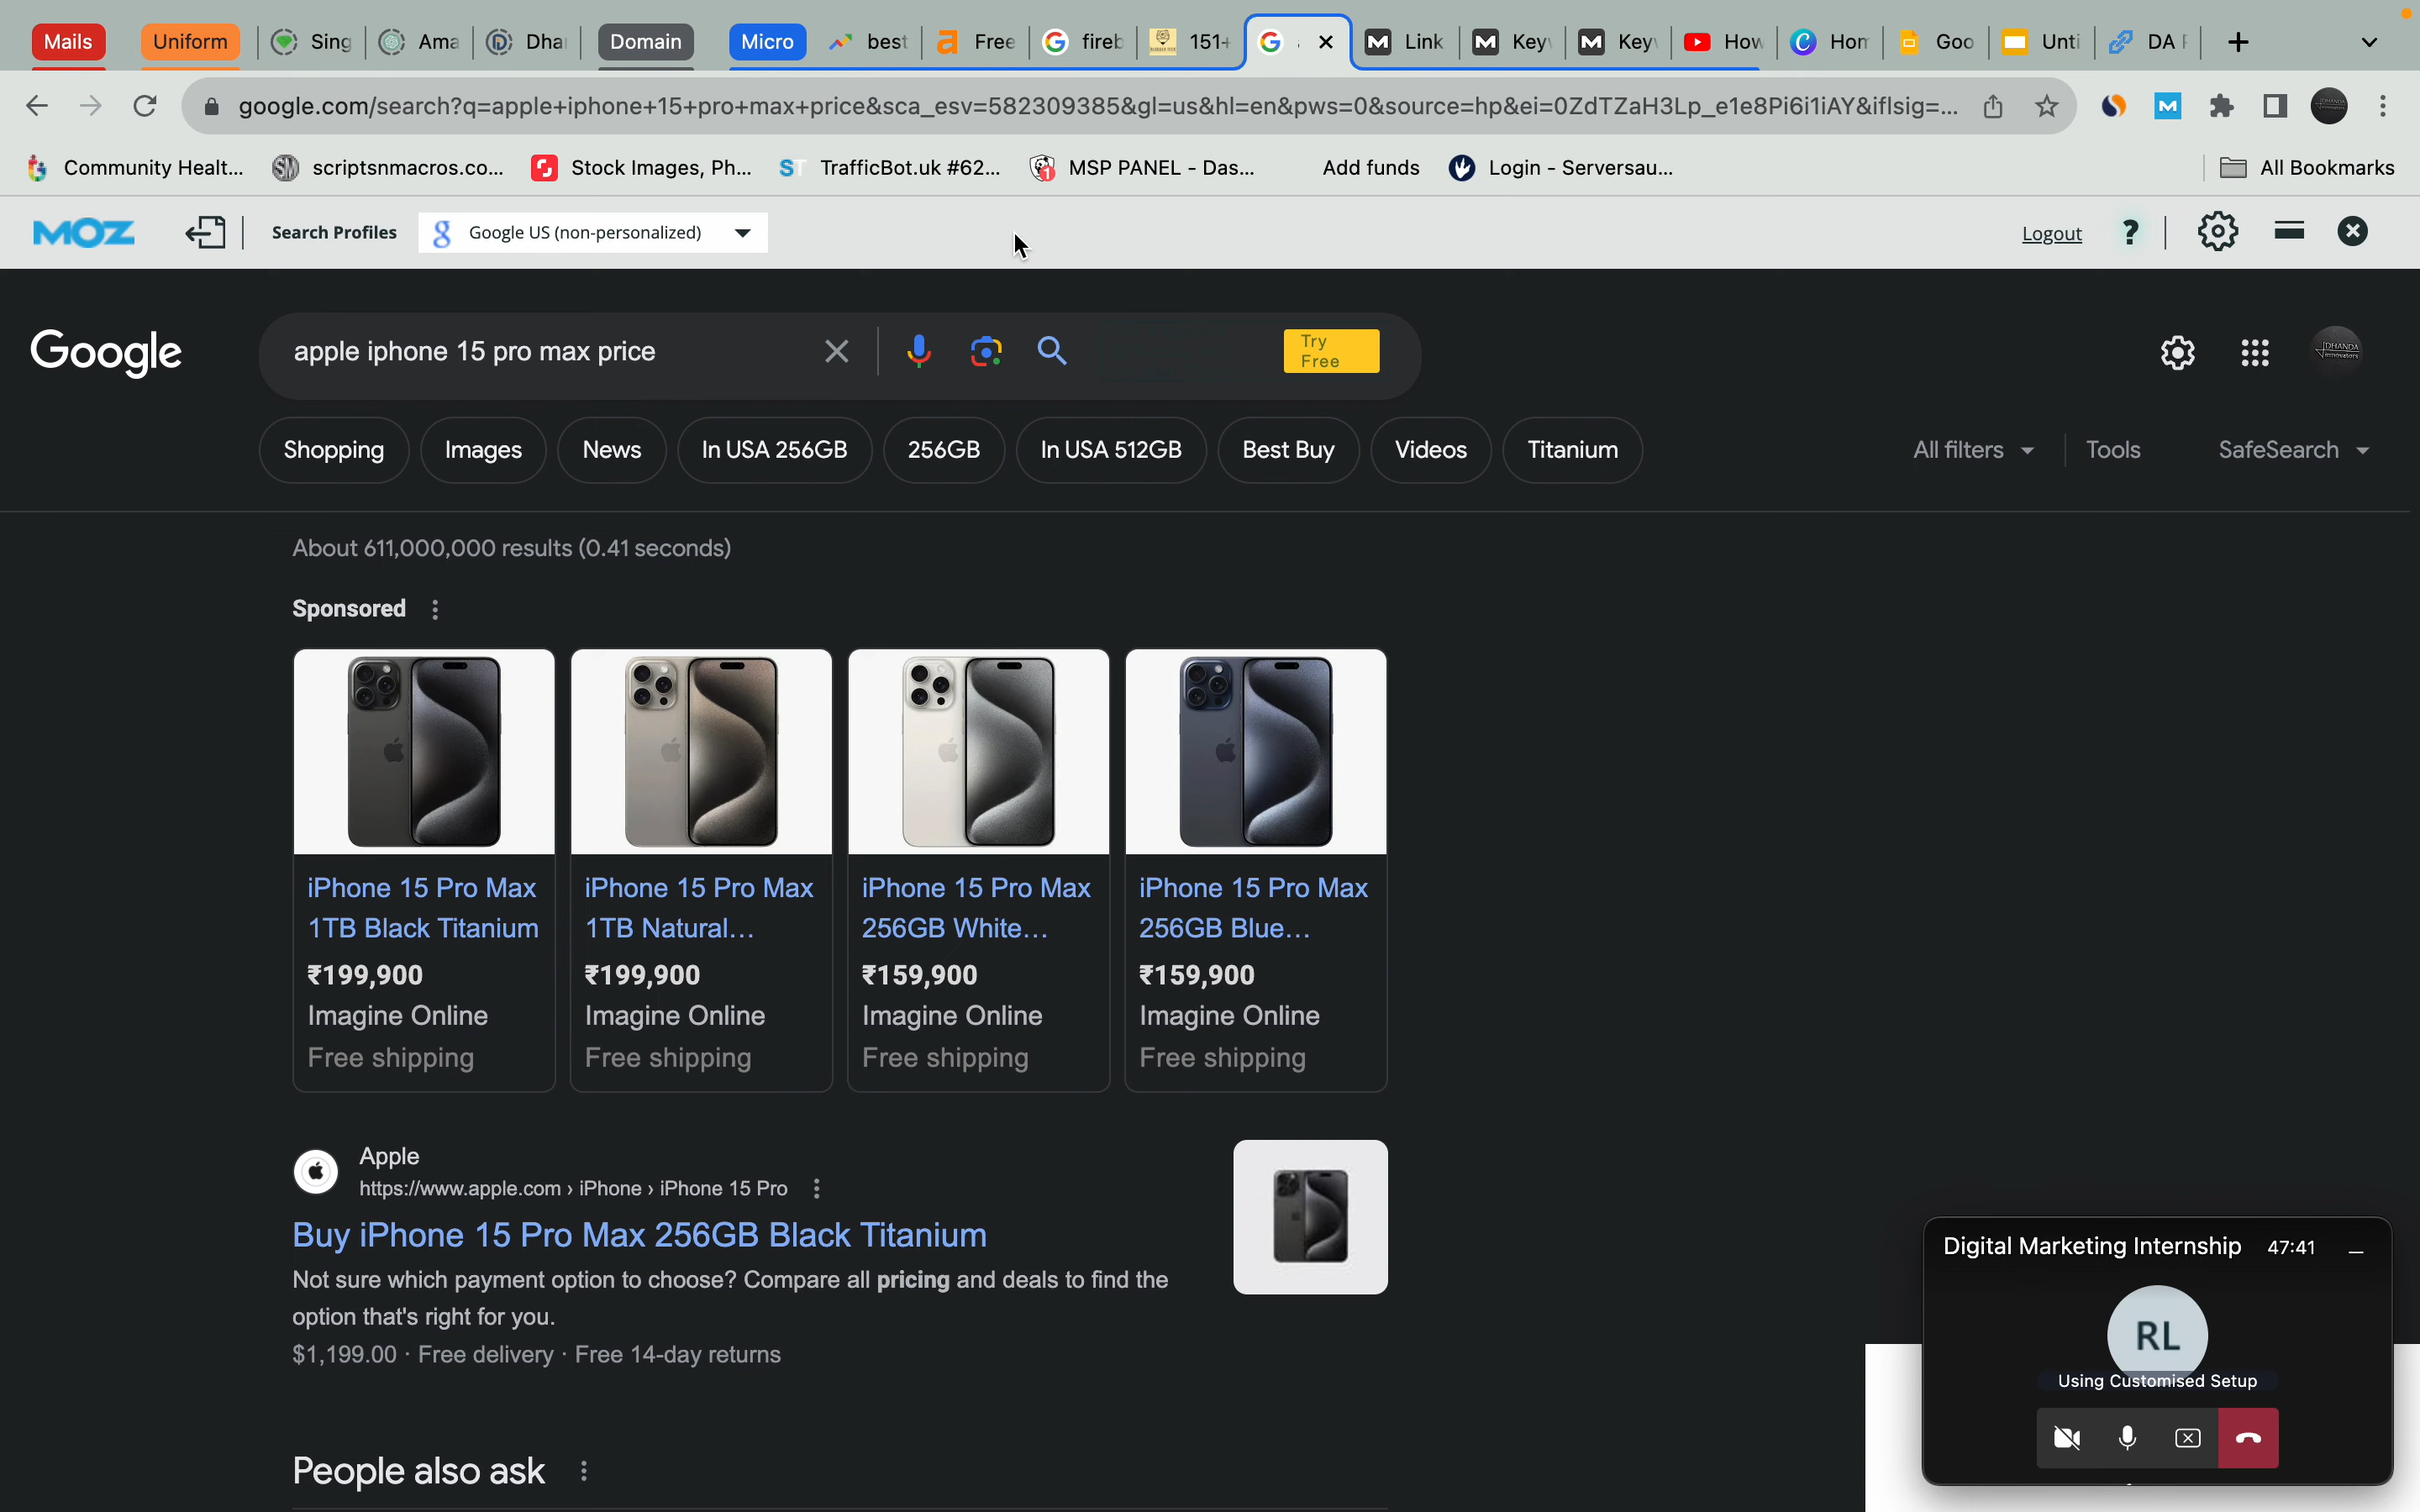 Mails
Uniform
Sing
Ama
Dha
Domain
Micro
best
Free
fireb
151+
Link
Key
Key
How
Hom
Goo
Unti
DA
google.com/search?q=apple+iphone+15+pro+max+price&sca_esv=582309385&gl=us&hl=en&pws=0&source=hp&ei=0ZdTZaH3Lp_e1e8Pi6i1iAY&iflsig=...
Community Healt...
scriptsnmacros.co...
Stock Images, Ph...
ST
TrafficBot.uk #62...
MSP PANEL - Das...
Add funds
Login - Serversau...
All Bookmarks
MOZ
Search Profiles
Google US (non-personalized)
Logout
?
Google
apple iphone 15 pro max price
Try
Free
DHANDA
innovators
Shopping
Images
News
In USA 256GB
256GB
In USA 512GB
Best Buy
Videos
Titanium
All filters
Tools
SafeSearch
About 611,000,000 results (0.41 seconds)
Sponsored
iPhone 15 Pro Max
1TB Black Titanium
₹199,900
Imagine Online
Free shipping
iPhone 15 Pro Max
1TB Natural...
₹199,900
Imagine Online
Free shipping
iPhone 15 Pro Max
256GB White...
₹159,900
Imagine Online
Free shipping
iPhone 15 Pro Max
256GB Blue...
₹159,900
Imagine Online
Free shipping
Apple
https://www.apple.com › iPhone › iPhone 15 Pro
Buy iPhone 15 Pro Max 256GB Black Titanium
Not sure which payment option to choose? Compare all pricing and deals to find the
option that's right for you.
$1,199.00 · Free delivery · Free 14-day returns
People also ask
Digital Marketing Internship 47:41
RL
Using Customised Setup